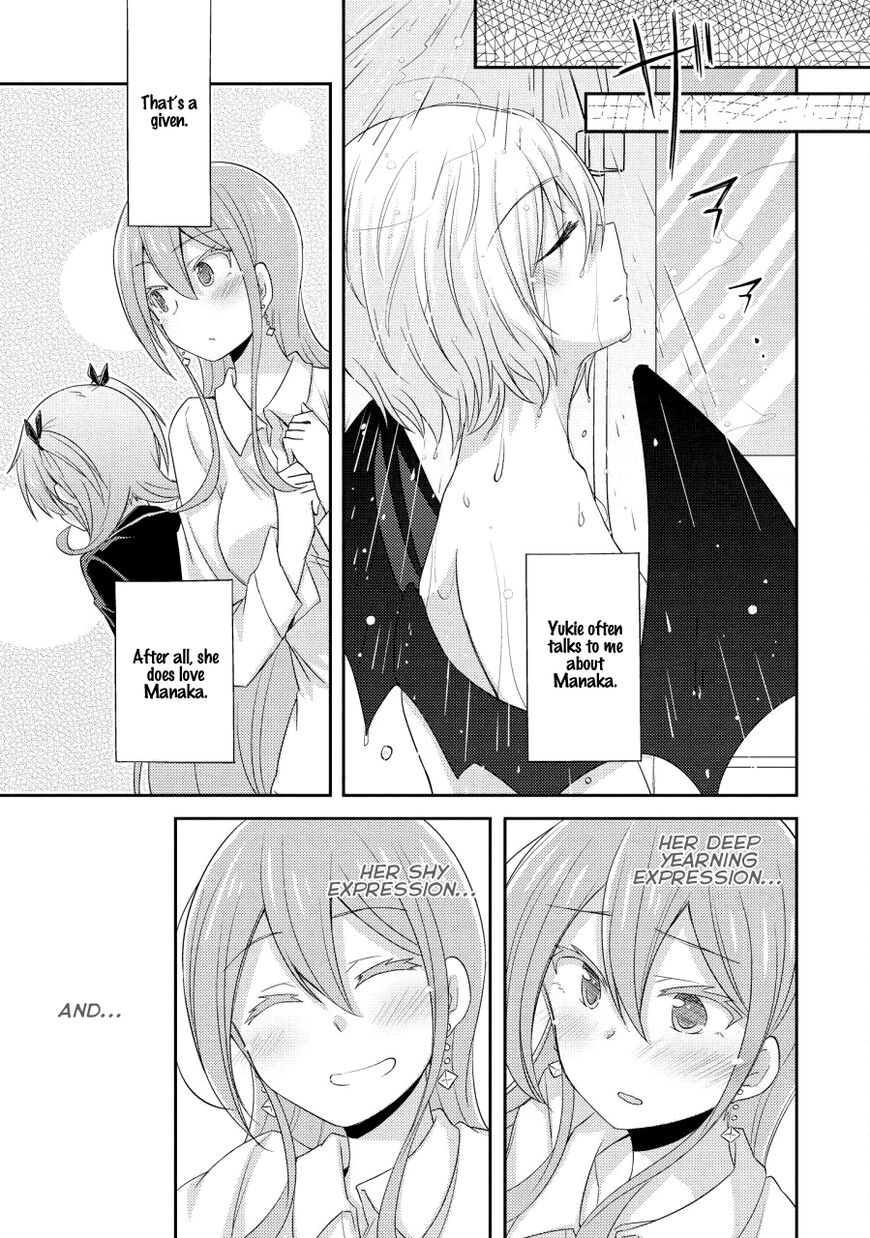 Yukie often
talks to me
about
Manaka.
That's a
given.
After all, she
does love
Manaka.
HER DEEP
YEARNING
EXPRESSION...
HER SHY
EXPRESSION...
AND...